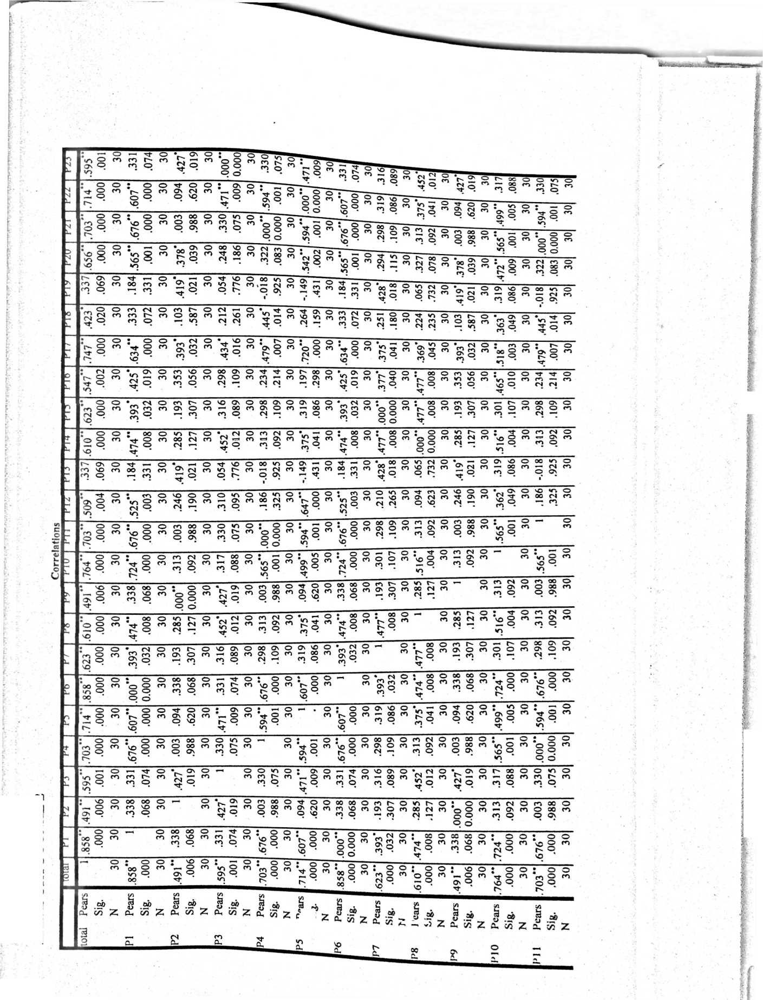 Correlations
total P1 P2 P3 P4 P5 P6 P7 P8 P9 P10 P11 P12 P13 P14 P15 P16 P17 P18 P19 P20 P21 P22 P23
total Pears 1 .858** .491** .595** .703** .714** .858** .623** .610** .491** .764** .703** .509** .337 .610** .623** .547** .747** .423* .337 .656** .703** .714** .595**
Sig. .000 .006 .001 .000 .000 .000 .000 .000 .006 .000 .000 .004 .069 .000 .000 .002 .000 .020 .069 .000 .000 .000 .001
N 30 30 30 30 30 30 30 30 30 30 30 30 30 30 30 30 30 30 30 30 30 30 30 30
P1 Pears .858** 1 .338 .331 .676** .607** .000** .393* .474** .338 .724** .676** .525** .184 .474** .393* .425* .634** .333 .184 .565** .676** .607** .331
Sig. .000 .068 .074 .000 .000 0.000 .032 .008 .068 .000 .000 .003 .331 .008 .032 .019 .000 .072 .331 .001 .000 .000 .074
N 30 30 30 30 30 30 30 30 30 30 30 30 30 30 30 30 30 30 30 30 30 30 30 30
P2 Pears .491** .338 1 .427* .003 .094 .338 .193 .285 .000** .313 .003 .246 .419* .285 .193 .353 .393* .103 .419* .378* .003 .094 .427*
Sig. .006 .068 .019 .988 .620 .068 .307 .127 0.000 .092 .988 .190 .021 .127 .307 .056 .032 .587 .021 .039 .988 .620 .019
N 30 30 30 30 30 30 30 30 30 30 30 30 30 30 30 30 30 30 30 30 30 30 30 30
P3 Pears .595** .331 .427* 1 .330 .471** .331 .316 .452* .427* .317 .330 .310 .054 .452* .316 .298 .434* .212 .054 .248 .330 .471** .000**
Sig. .001 .074 .019 .075 .009 .074 .089 .012 .019 .088 .075 .095 .776 .012 .089 .109 .016 .261 .776 .186 .075 .009 0.000
N 30 30 30 30 30 30 30 30 30 30 30 30 30 30 30 30 30 30 30 30 30 30 30 30
P4 Pears .703** .676** .003 .330 1 .594** .676** .298 .313 .003 .565** .000** .186 -.018 .313 .298 .234 .479** .445* -.018 .322 .000** .594** .330
Sig. .000 .000 .988 .075 .001 .000 .109 .092 .988 .001 0.000 .325 .925 .092 .109 .214 .007 .014 .925 .083 0.000 .001 .075
N 30 30 30 30 30 30 30 30 30 30 30 30 30 30 30 30 30 30 30 30 30 30 30 30
P5 .714** .607** .094 .471** .594** 1 .607** .319 .375* .094 .499** .594** .647** -.149 .375* .319 .197 .720** .264 -.149 .542** .594** .000** .471**
.000 .000 .620 .009 .001 . .000 .086 .041 .620 .005 .001 .000 .431 .041 .086 .298 .000 .159 .431 .002 .001 0.000 .009
N 30 30 30 30 30 30 30 30 30 30 30 30 30 30 30 30 30 30 30 30 30 30 30 30
P6 Pears .858** .000** .338 .331 .676** .607** 1 .393* .474** .338 .724** .676** .525** .184 .474** .393* .425* .634** .333 .184 .565** .676** .607** .331
Sig. .000 0.000 .068 .074 .000 .000 .032 .008 .068 .000 .000 .003 .331 .008 .032 .019 .000 .072 .331 .001 .000 .000 .074
N 30 30 30 30 30 30 30 30 30 30 30 30 30 30 30 30 30 30 30 30 30 30 30 30
P7 Pears .623** .393* .193 .316 .298 .319 .393* 1 .477** .193 .301 .298 .210 .428* .477** .000** .377* .375* .251 .428* .294 .298 .319 .316
Sig. .000 .032 .307 .089 .109 .086 .032 .008 .307 .107 .109 .265 .018 .008 0.000 .040 .041 .180 .018 .115 .109 .086 .089
N 30 30 30 30 30 30 30 30 30 30 30 30 30 30 30 30 30 30 30 30 30 30 30 30
P8 Pears .610** .474** .285 .452* .313 .375* .474** .477** 1 .285 .516** .313 .094 .065 .000** .477** .477** .369* .224 .065 .327 .313 .375* .452*
Sig. .000 .008 .127 .012 .092 .041 .008 .008 .127 .004 .092 .623 .732 0.000 .008 .008 .045 .235 .732 .078 .092 .041 .012
N 30 30 30 30 30 30 30 30 30 30 30 30 30 30 30 30 30 30 30 30 30 30 30 30
P9 Pears .491** .338 .000** .427* .003 .094 .338 .193 .285 1 .313 .003 .246 .419* .285 .193 .353 .393* .103 .419* .378* .003 .094 .427*
Sig. .006 .068 0.000 .019 .988 .620 .068 .307 .127 .092 .988 .190 .021 .127 .307 .056 .032 .587 .021 .039 .988 .620 .019
N 30 30 30 30 30 30 30 30 30 30 30 30 30 30 30 30 30 30 30 30 30 30 30 30
P10 Pears .764** .724** .313 .317 .565** .499** .724** .301 .516** .313 1 .565** .362* .319 .516** .301 .465** .518** .363* .319 .472** .565** .499** .317
Sig. .000 .000 .092 .088 .001 .005 .000 .107 .004 .092 .001 .049 .086 .004 .107 .010 .003 .049 .086 .009 .001 .005 .088
N 30 30 30 30 30 30 30 30 30 30 30 30 30 30 30 30 30 30 30 30 30 30 30 30
P11 Pears .703** .676** .003 .330 .000** .594** .676** .298 .313 .003 .565** 1 .186 -.018 .313 .298 .234 .479** .445* -.018 .322 .000** .594** .330
Sig. .000 .000 .988 .075 0.000 .001 .000 .109 .092 .988 .001 .325 .925 .092 .109 .214 .007 .014 .925 .083 0.000 .001 .075
N 30 30 30 30 30 30 30 30 30 30 30 30 30 30 30 30 30 30 30 30 30 30 30 30